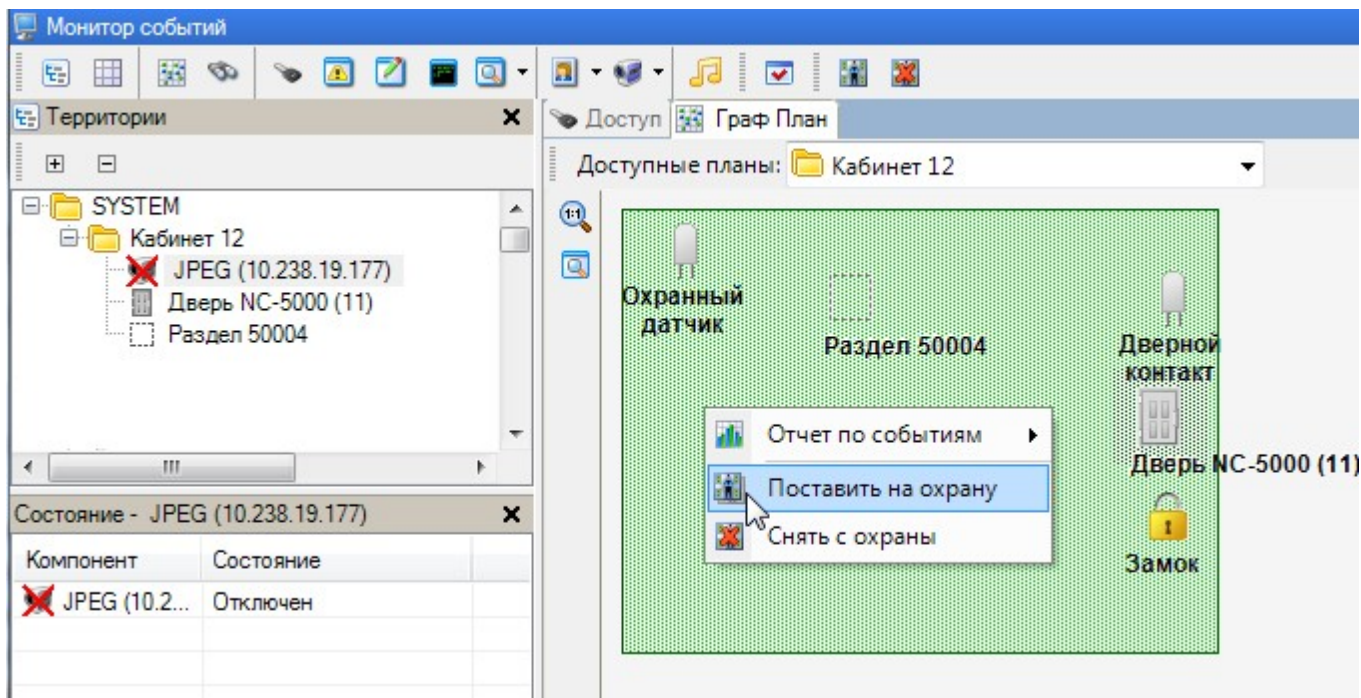 Монитор событий
Территории
SYSTEM
Кабинет 12
JPEG (10.238.19.177)
Дверь NC-5000 (11)
Раздел 50004
Состояние - JPEG (10.238.19.177)
Компонент Состояние
JPEG (10.2... Отключен
Доступ Граф План
Доступные планы: Кабинет 12
1:1
Охранный
датчик
Раздел 50004
Дверной
контакт
Дверь NC-5000 (11)
Замок
Отчет по событиям
Поставить на охрану
Снять с охраны